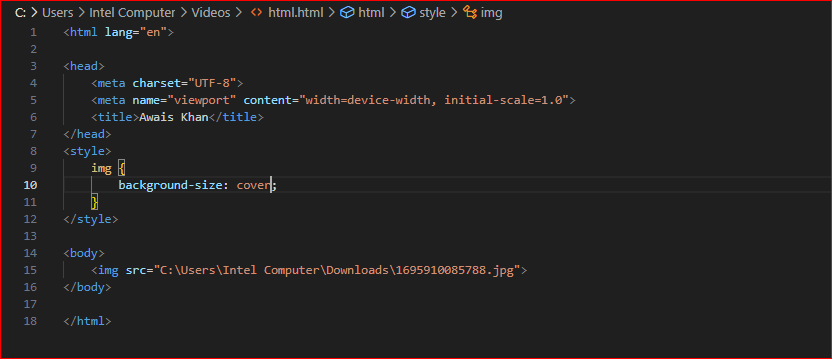 C: > Users > Intel Computer > Videos > <> html.html > html > style > img
1 <html lang="en">
2
3 <head>
4     <meta charset="UTF-8">
5     <meta name="viewport" content="width=device-width, initial-scale=1.0">
6     <title>Awais Khan</title>
7 </head>
8 <style>
9     img {
10         background-size: cover;
11     }
12 </style>
13
14 <body>
15     <img src="C:\Users\Intel Computer\Downloads\1695910085788.jpg">
16 </body>
17
18 </html>